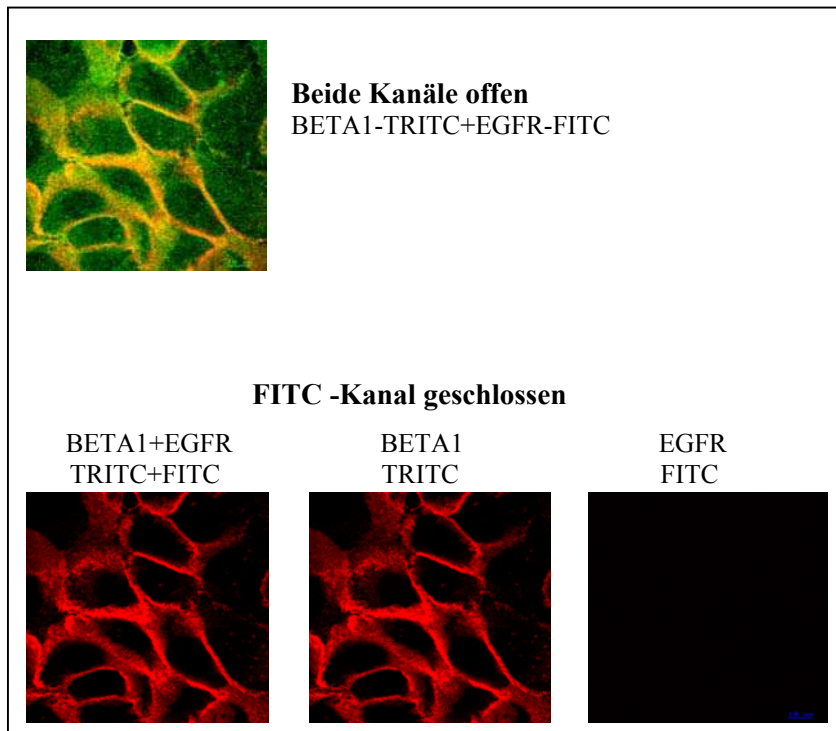 Beide Kanäle offen
BETA1-TRITC+EGFR-FITC
FITC -Kanal geschlossen
BETA1+EGFR BETA1 EGFR
TRITC+FITC TRITC FITC